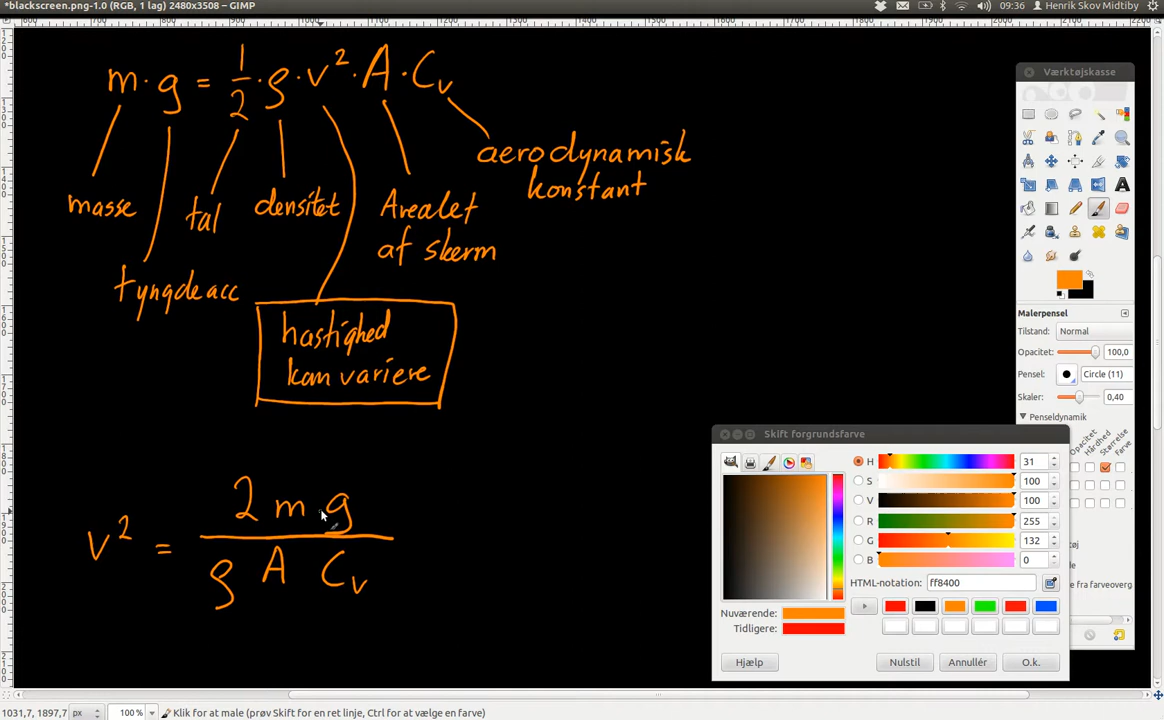 *blackscreen.png-1.0 (RGB, 1 lag) 2480x3508 – GIMP
09:36 Henrik Skov Midtiby
m · g = 1/2 · ρ · v² · A · Cv
aerodynamisk
konstant
masse
tal
densitet
Arealet
af skærm
tyngdeacc
hastighed
kan variere
v² = 2 m g / ρ A Cv
Værktøjskasse
Malerpensel
Tilstand: Normal
Opacitet: 100,0
Pensel: Circle (11)
Skaler: 0,40
Penseldynamik
Opacitet
Hårdhed
Størrelse
Farve
Skift forgrundsfarve
H 31
S 100
V 100
R 255
G 132
B 0
HTML-notation: ff8400
Nuværende:
Tidligere:
Hjælp Nulstil Annullér O.k.
1031,7, 1897,7 px 100% Klik for at male (prøv Skift for en ret linje, Ctrl for at vælge en farve)